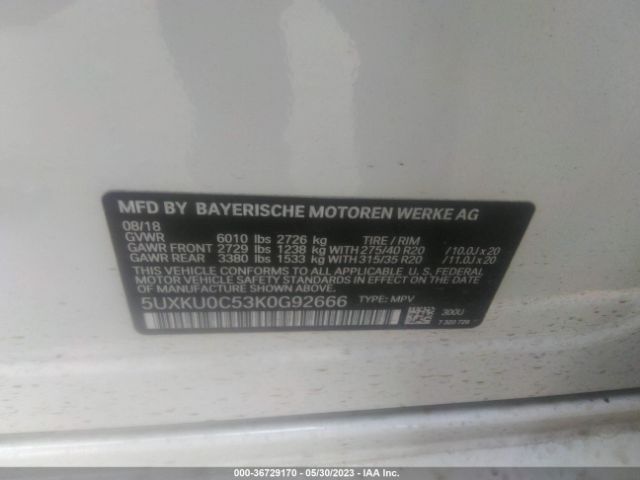 MFD BY BAYERISCHE MOTOREN WERKE AG
08/18
GVWR 6010 lbs 2726 kg TIRE / RIM
GAWR FRONT 2729 lbs 1238 kg WITH 275/40 R20 /10.0J x 20
GAWR REAR 3380 lbs 1533 kg WITH 315/35 R20 /11.0J x 20
THIS VEHICLE CONFORMS TO ALL APPLICABLE U.S. FEDERAL
MOTOR VEHICLE SAFETY STANDARDS IN EFFECT ON THE
DATE OF MANUFACTURE SHOWN ABOVE.
5UXKU0C53K0G92666 TYPE: MPV
300U
000-36729170 - 05/30/2023 - IAA Inc.